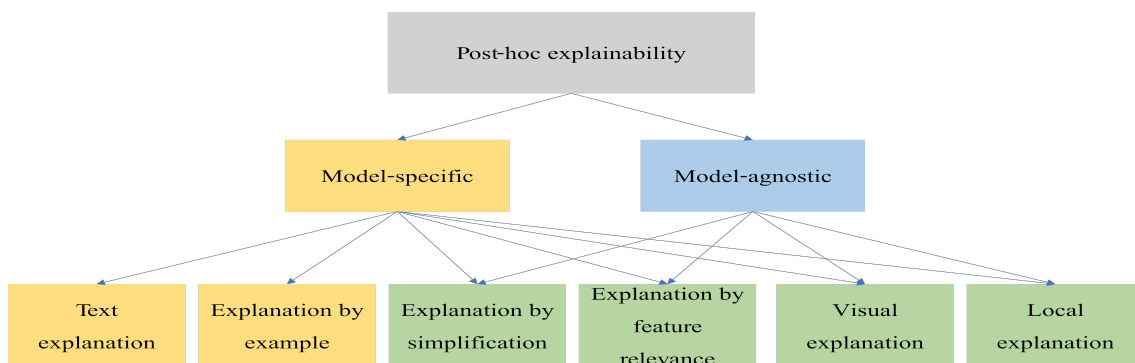 Post-hoc explainability
Model-specific
Model-agnostic
Text
explanation
Explanation by
example
Explanation by
simplification
Explanation by
feature
relevance
Visual
explanation
Local
explanation